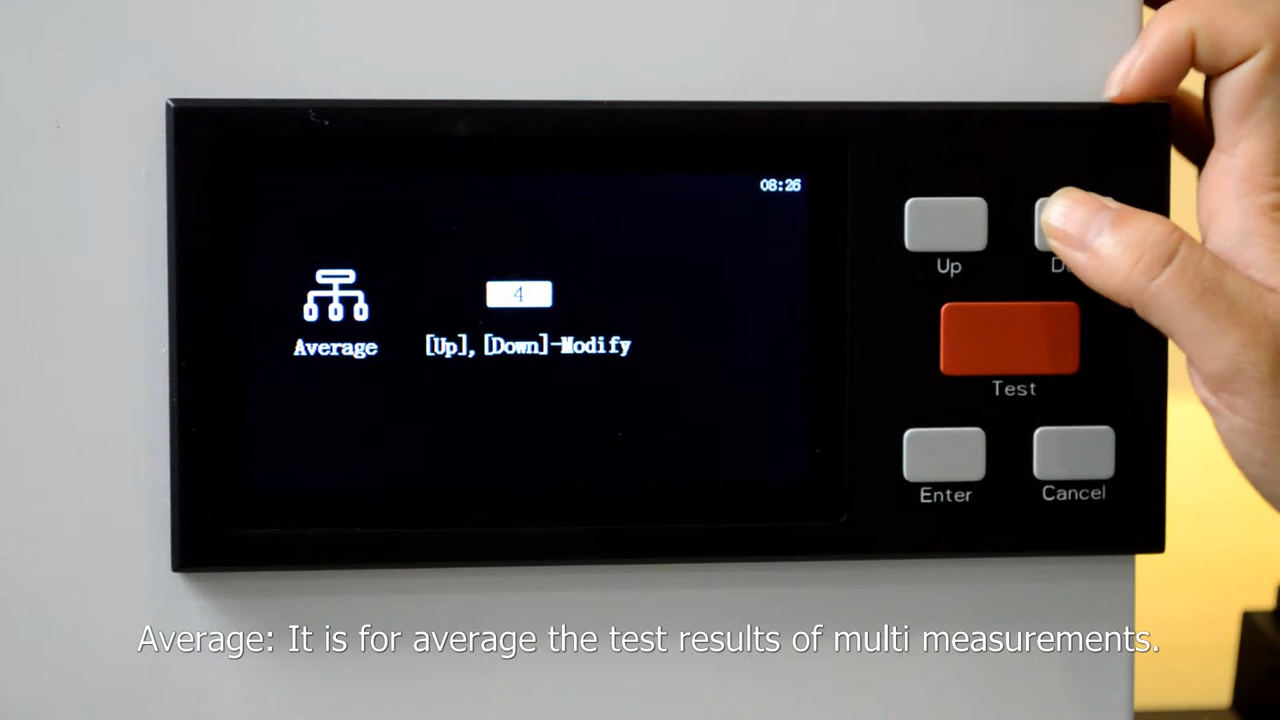 08:26
4
Average
[Up], [Down]-Modify
Up
Test
Enter
Cancel
Average: It is for average the test results of multi measurements.